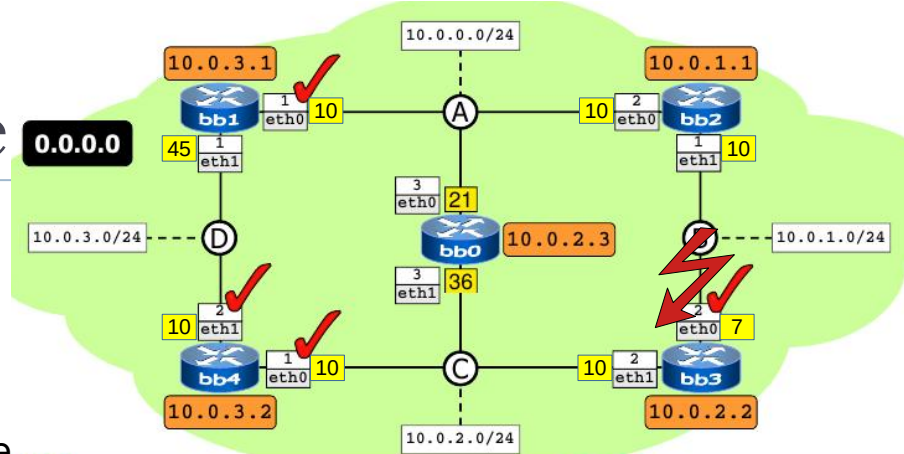 10.0.0.0/24
10.0.3.1
10.0.1.1
bb1
1
eth0
10
A
10
2
eth0
bb2
e
0.0.0.0
45
1
eth1
1
eth1
10
3
eth0
21
10.0.3.0/24
D
bb0
10.0.2.3
B
10.0.1.0/24
3
eth1
36
10
2
eth1
2
eth0
7
bb4
1
eth0
10
C
10
2
eth1
bb3
10.0.3.2
10.0.2.2
10.0.2.0/24
e